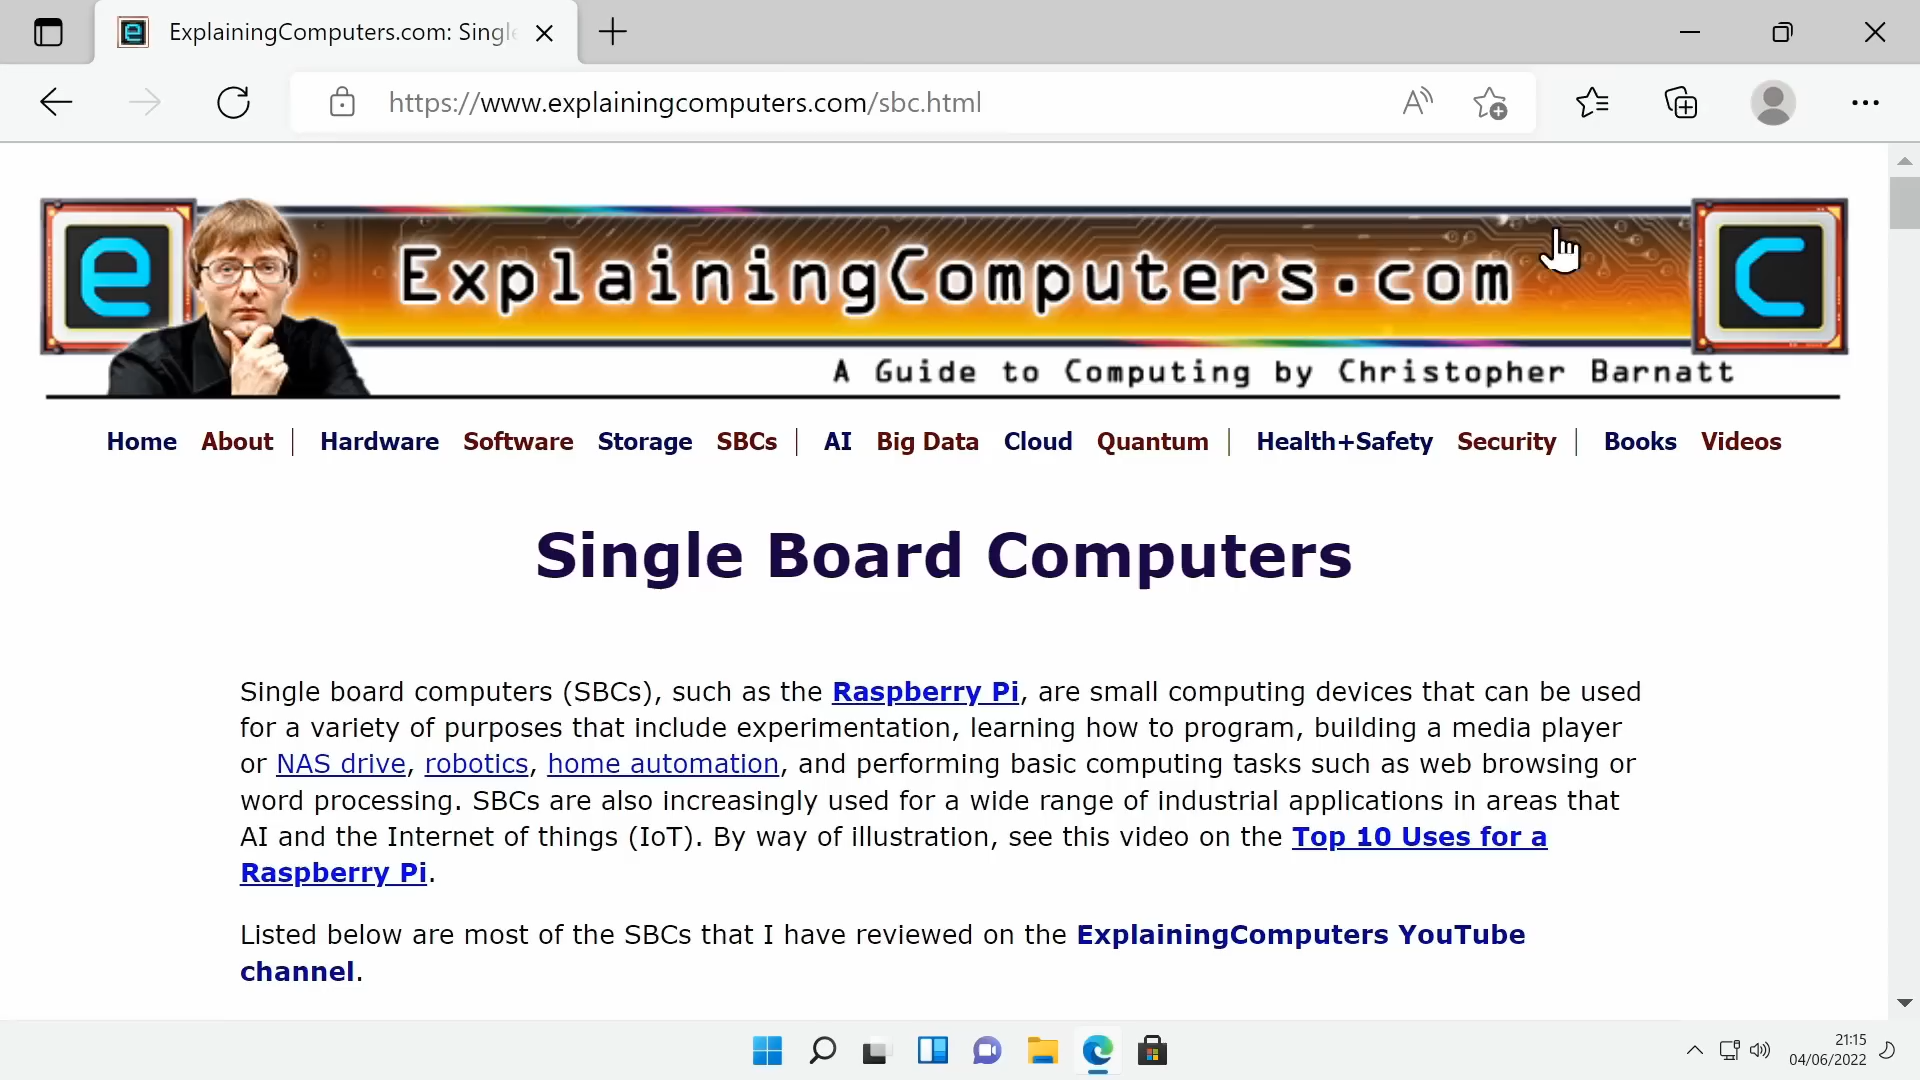 ExplainingComputers.com: Singl
https://www.explainingcomputers.com/sbc.html
e ExplainingComputers.com C
A Guide to Computing by Christopher Barnatt
Home About | Hardware Software Storage SBCs | AI Big Data Cloud Quantum | Health+Safety Security | Books Videos
Single Board Computers
Single board computers (SBCs), such as the Raspberry Pi, are small computing devices that can be used
for a variety of purposes that include experimentation, learning how to program, building a media player
or NAS drive, robotics, home automation, and performing basic computing tasks such as web browsing or
word processing. SBCs are also increasingly used for a wide range of industrial applications in areas that
AI and the Internet of things (IoT). By way of illustration, see this video on the Top 10 Uses for a
Raspberry Pi.
Listed below are most of the SBCs that I have reviewed on the ExplainingComputers YouTube
channel.
21:15
04/06/2022